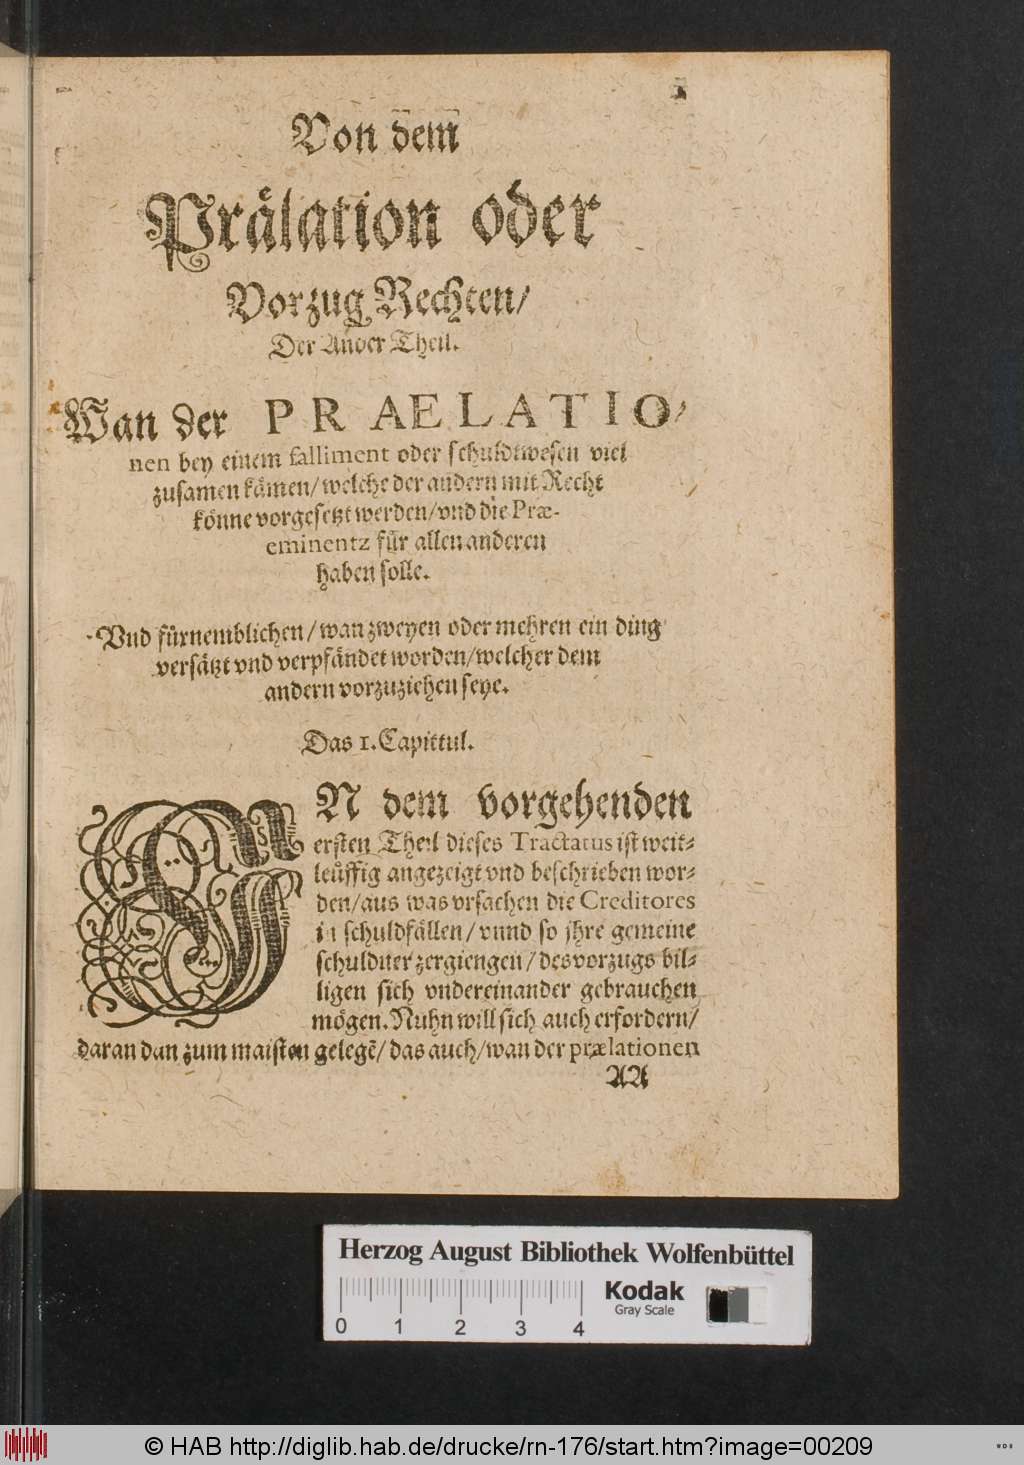 Von dem
Prälation oder
Vorzug Rechten/
Der Ander Theil.
Wan der PRAELATIO-
nen bey einem falliment oder schuldtwesen viel
zusamen kämen/welche der andern mit Recht
könne vorgesetzt werden/vnd die Præ-
eminentz für allen anderen
haben solle.
Vnd fürnemblichen/wan zweyen oder mehren ein ding
versätzt vnd verpfändet worden/welcher dem
andern vorzuziehen seye.
Das 1. Capittul.
IN dem vorgehenden
ersten Theil dieses Tractatus ist weit-
leüffig angezeigt vnd beschrieben wor-
den/aus was vrsachen die Creditores
in schuldfällen/vnnd so jhre gemeine
schuldner zergiengen/des vorzugs bil-
ligen sich vndereinander gebrauchen
mögen. Nuhn will sich auch erfordern/
daran dan zum maisten gelegē/das auch/wan der prælationen
AA
Herzog August Bibliothek Wolfenbüttel
0 1 2 3 4
Kodak
Gray Scale
© HAB http://diglib.hab.de/drucke/rn-176/start.htm?image=00209